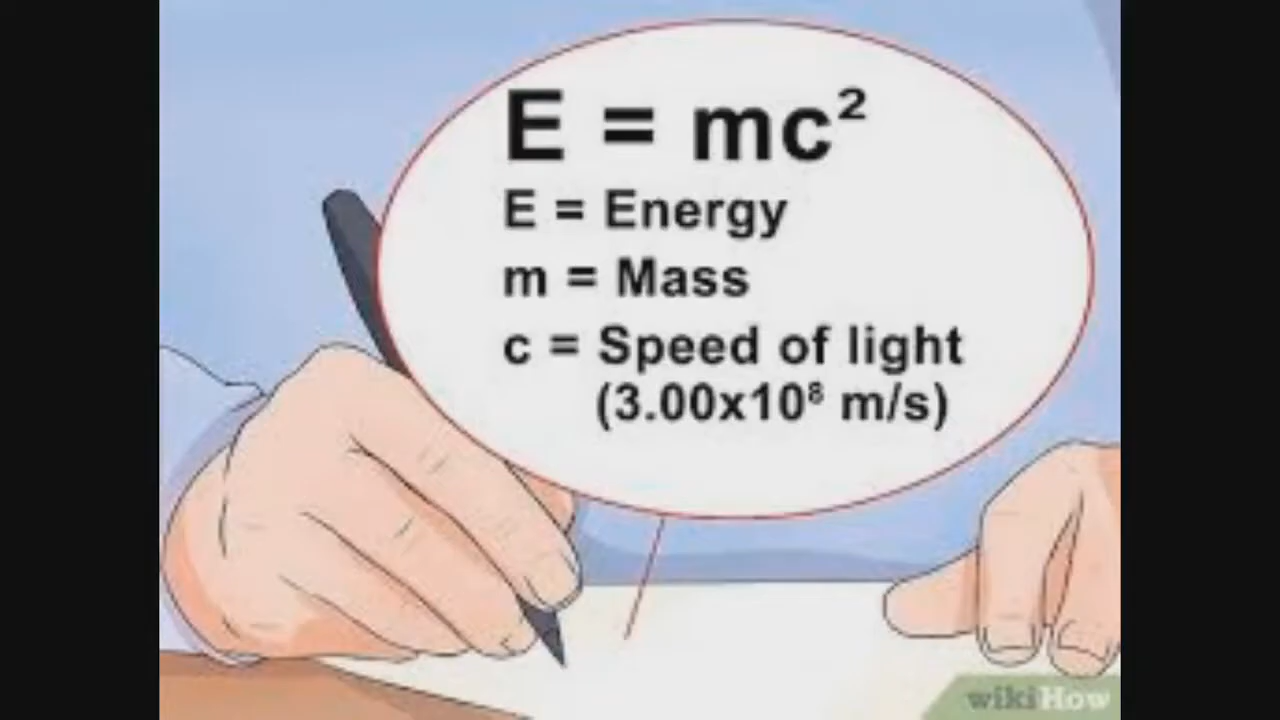 E = mc²
E = Energy
m = Mass
c = Speed of light
(3.00x10⁸ m/s)
wikiHow